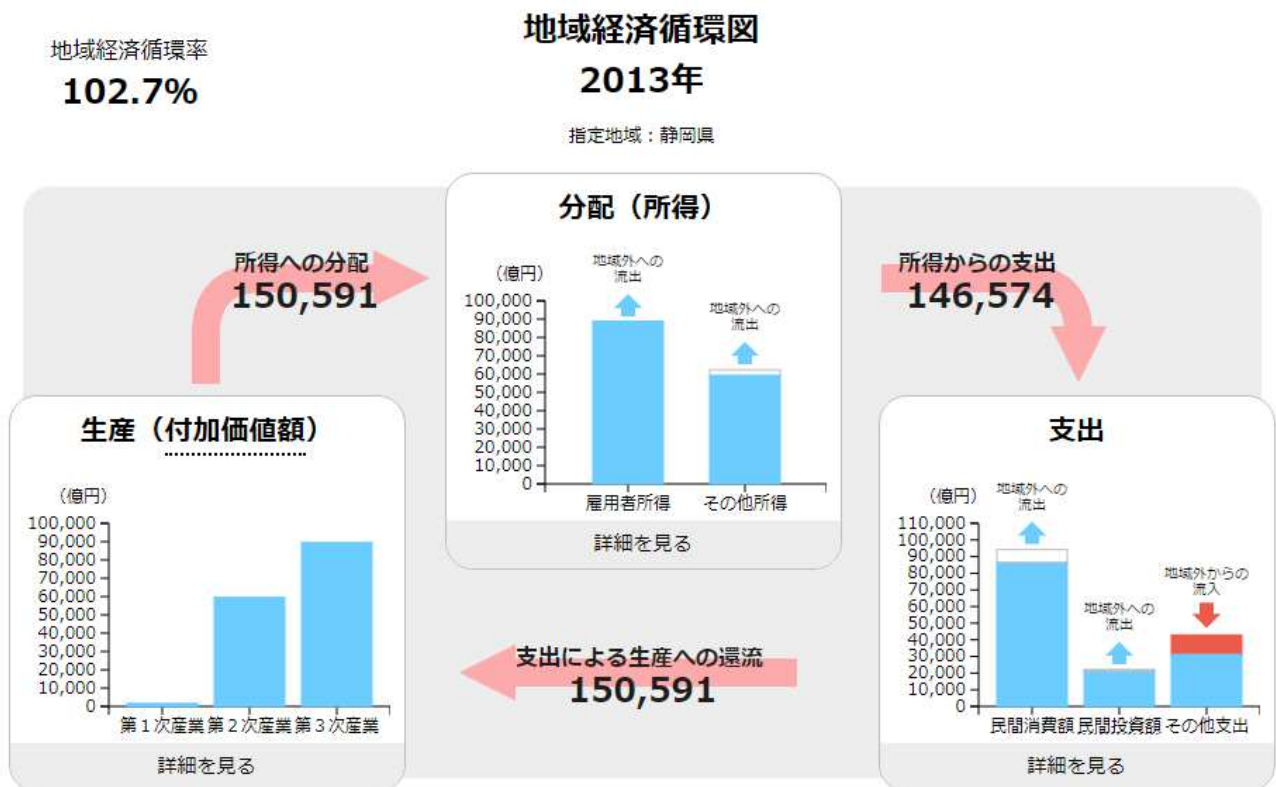 地域経済循環図
2013年
指定地域：静岡県
地域経済循環率
102.7%
所得への分配
150,591
分配（所得）
（億円）
地域外への
流出
地域外への
流出
100,000
90,000
80,000
70,000
60,000
50,000
40,000
30,000
20,000
10,000
0
雇用者所得 その他所得
詳細を見る
所得からの支出
146,574
生産（付加価値額）
（億円）
100,000
90,000
80,000
70,000
60,000
50,000
40,000
30,000
20,000
10,000
0
第１次産業 第２次産業 第３次産業
詳細を見る
支出による生産への還流
150,591
支出
（億円）
地域外への
流出
地域外への
流出
地域外からの
流入
110,000
100,000
90,000
80,000
70,000
60,000
50,000
40,000
30,000
20,000
10,000
0
民間消費額 民間投資額 その他支出
詳細を見る